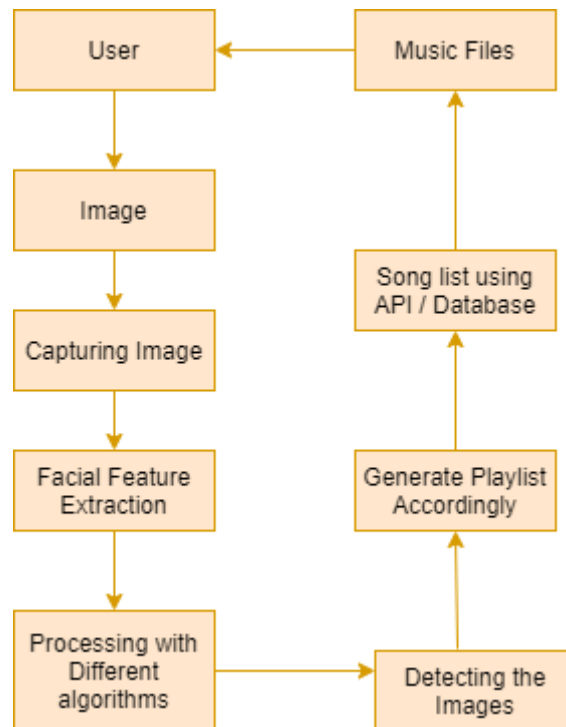 User
Image
Capturing Image
Facial Feature
Extraction
Processing with
Different
algorithms
Detecting the
Images
Generate Playlist
Accordingly
Song list using
API / Database
Music Files